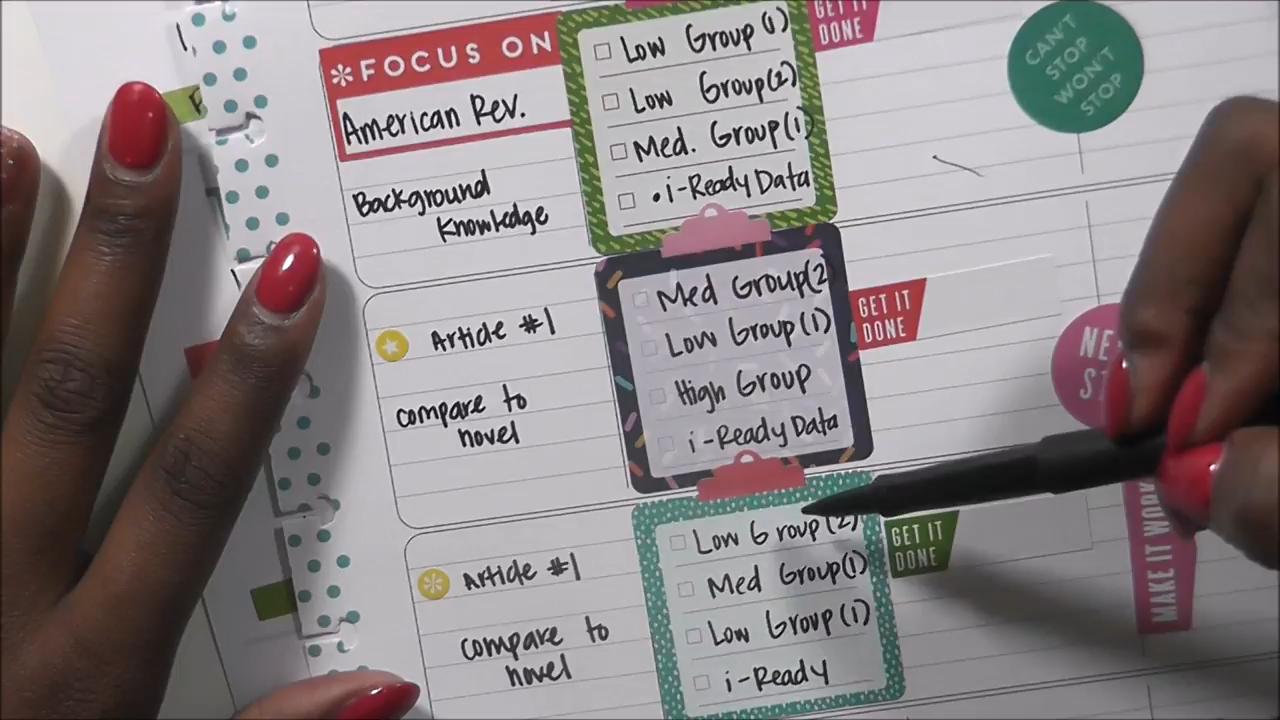 GET IT
DONE
CAN'T
STOP
WON'T
STOP
*FOCUS ON
American Rev.
Background
Knowledge
Low Group (1)
Low Group(2)
Med. Group(1)
•i-Ready Data
Article #1
compare to
novel
Med Group(2
Low Group (1)
High Group
i-Ready Data
GET IT
DONE
Article #1
compare to
novel
Low Group (2)
Med Group(1)
Low Group (1)
i-Ready
GET IT
DONE
MAKE IT WORK